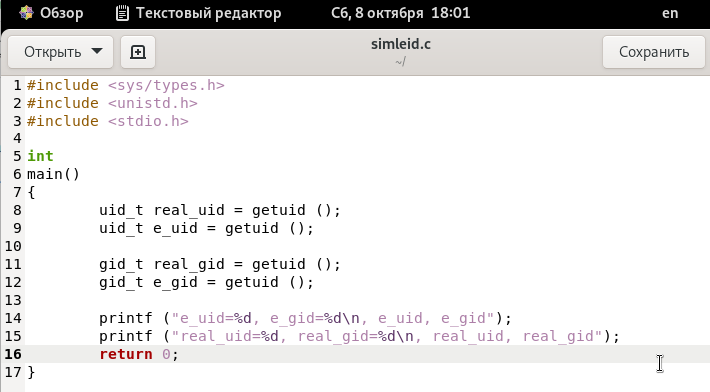 Обзор Текстовый редактор Сб, 8 октября 18:01 en
Открыть simleid.c Сохранить
~/
1 #include <sys/types.h>
2 #include <unistd.h>
3 #include <stdio.h>
4
5 int
6 main()
7 {
8 uid_t real_uid = getuid ();
9 uid_t e_uid = getuid ();
10
11 gid_t real_gid = getuid ();
12 gid_t e_gid = getuid ();
13
14 printf ("e_uid=%d, e_gid=%d\n, e_uid, e_gid");
15 printf ("real_uid=%d, real_gid=%d\n, real_uid, real_gid");
16 return 0;
17 }